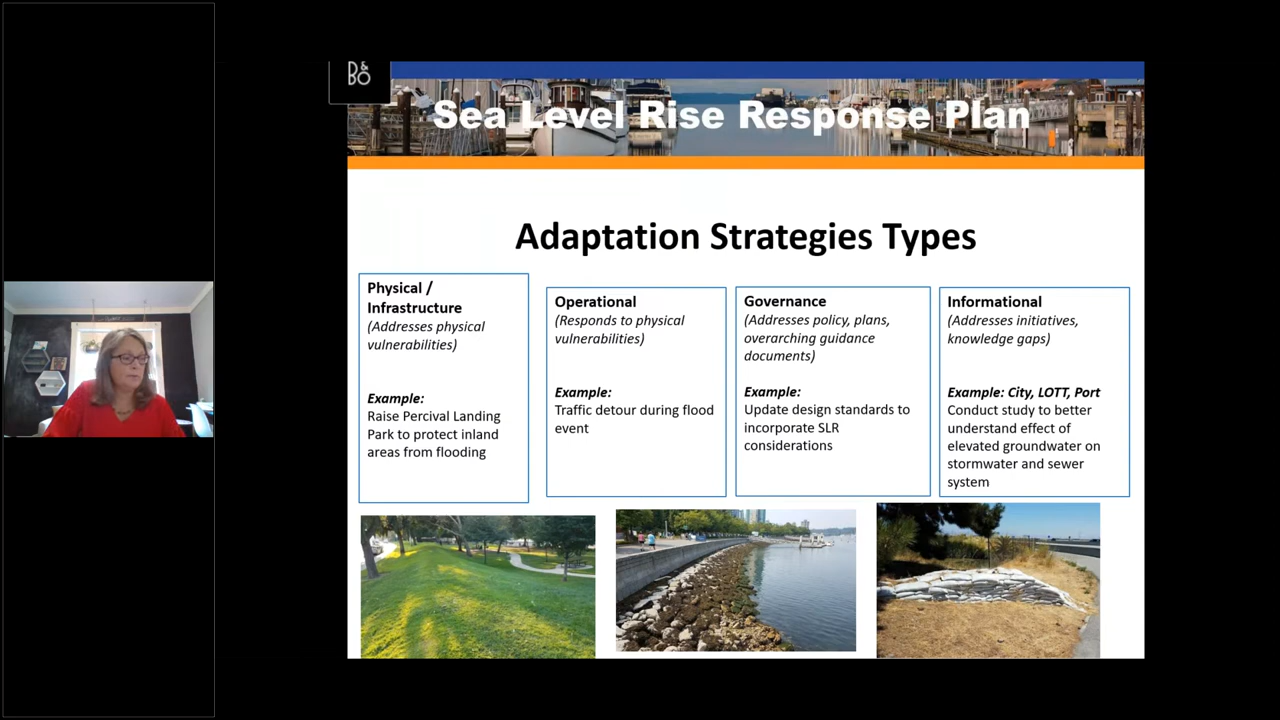 B&
BO
Sea Level Rise Response Plan
Adaptation Strategies Types
Physical /
Infrastructure
(Addresses physical
vulnerabilities)
Example:
Raise Percival Landing
Park to protect inland
areas from flooding
Operational
(Responds to physical
vulnerabilities)
Example:
Traffic detour during flood
event
Governance
(Addresses policy, plans,
overarching guidance
documents)
Example:
Update design standards to
incorporate SLR
considerations
Informational
(Addresses initiatives,
knowledge gaps)
Example: City, LOTT, Port
Conduct study to better
understand effect of
elevated groundwater on
stormwater and sewer
system